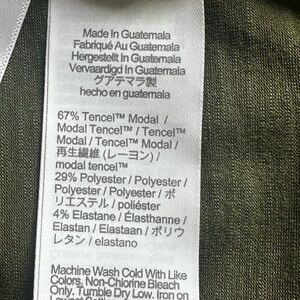 Made In Guatemala
Fabriqué Au Guatemala
Hergestellt In Guatemala
Vervaardigd In Guatemala
グアテマラ製
hecho en guatemala
67% Tencel™ Modal /
Modal Tencel™ / Tencel™
Modal / Tencel™ Modal /
再生繊維 (レーヨン) /
modal tencel™
29% Polyester / Polyester /
Polyester / Polyester / ポ
リエステル / poliéster
4% Elastane / Élasthanne /
Elastan / Elastaan / ポリウ
レタン / elastano
Machine Wash Cold With Like
Colors. Non-Chlorine Bleach
Only. Tumble Dry Low. Iron on